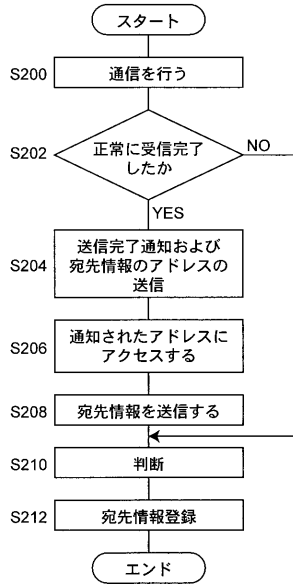 スタート
S200
通信を行う
S202
正常に受信完了
したか
NO
YES
S204
送信完了通知および
宛先情報のアドレスの
送信
S206
通知されたアドレスに
アクセスする
S208
宛先情報を送信する
S210
判断
S212
宛先情報登録
エンド